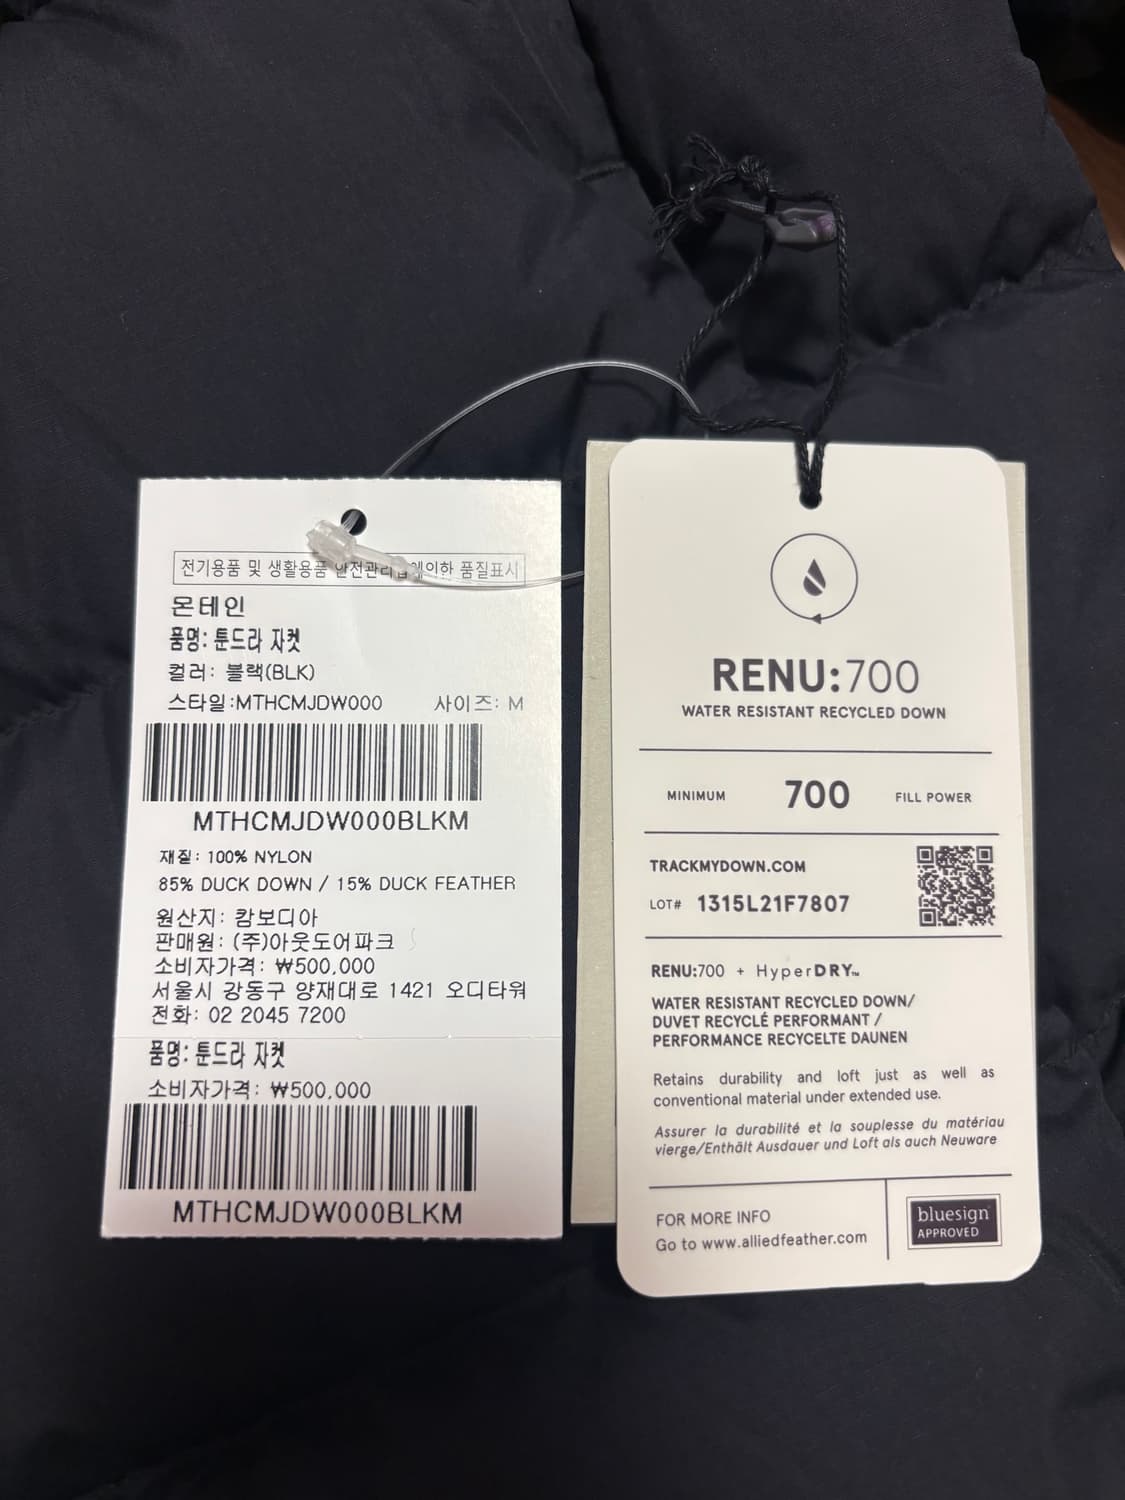 전기용품 및 생활용품 안전관리법에의한 품질표시
몬테인
품명: 툰드라 자켓
컬러: 블랙(BLK)
스타일:MTHCMJDW000 사이즈: M
MTHCMJDW000BLKM
재질: 100% NYLON
85% DUCK DOWN / 15% DUCK FEATHER
원산지: 캄보디아
판매원: (주)아웃도어파크
소비자가격: ₩500,000
서울시 강동구 양재대로 1421 오디타워
전화: 02 2045 7200
품명: 툰드라 자켓
소비자가격: ₩500,000
MTHCMJDW000BLKM
RENU:700
WATER RESISTANT RECYCLED DOWN
MINIMUM 700 FILL POWER
TRACKMYDOWN.COM
LOT# 1315L21F7807
RENU:700 + HyperDRY™
WATER RESISTANT RECYCLED DOWN/
DUVET RECYCLÉ PERFORMANT /
PERFORMANCE RECYCELTE DAUNEN
Retains durability and loft just as well as
conventional material under extended use.
Assurer la durabilité et la souplesse du matériau
vierge/Enthält Ausdauer und Loft als auch Neuware
FOR MORE INFO
Go to www.alliedfeather.com
bluesign®
APPROVED